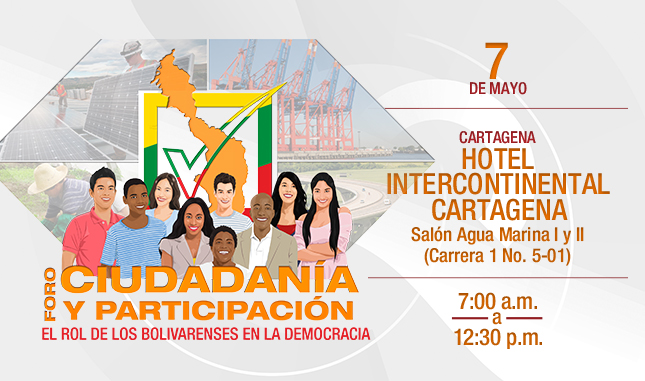 FORO
CIUDADANÍA
Y PARTICIPACIÓN
EL ROL DE LOS BOLIVARENSES EN LA DEMOCRACIA
7
DE MAYO
CARTAGENA
HOTEL
INTERCONTINENTAL
CARTAGENA
Salón Agua Marina I y II
(Carrera 1 No. 5-01)
7:00 a.m.
a
12:30 p.m.